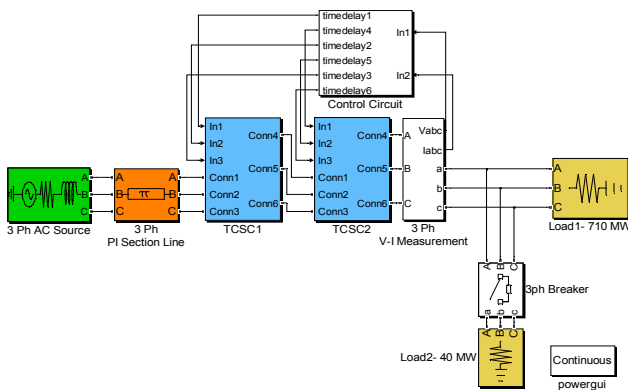 timedelay1
timedelay4
timedelay2
timedelay5
timedelay3
timedelay6
In1
In2
Control Circuit
In1
In2
In3
Conn1
Conn2
Conn3
Conn4
Conn5
Conn6
TCSC1
In1
In2
In3
Conn1
Conn2
Conn3
Conn4
Conn5
Conn6
TCSC2
A
B
C
Vabc
Iabc
a
b
c
3 Ph
V-I Measurement
A
B
C
3 Ph AC Source
A
B
C
π
A
B
C
3 Ph
PI Section Line
A
B
C
Load1- 710 MW
A
B
C
a
b
c
3ph Breaker
A
B
C
Load2- 40 MW
Continuous
powergui